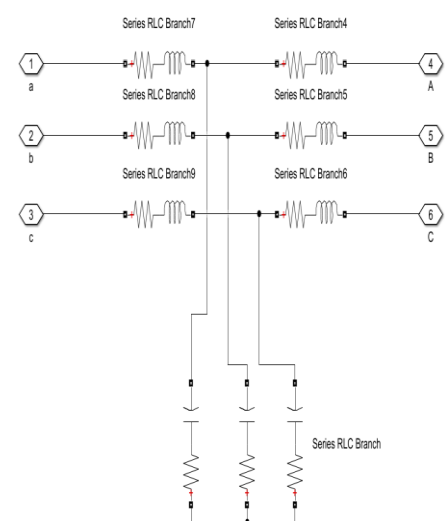 Series RLC Branch7
Series RLC Branch4
1
a
4
A
Series RLC Branch8
Series RLC Branch5
2
b
5
B
Series RLC Branch9
Series RLC Branch6
3
c
6
C
Series RLC Branch